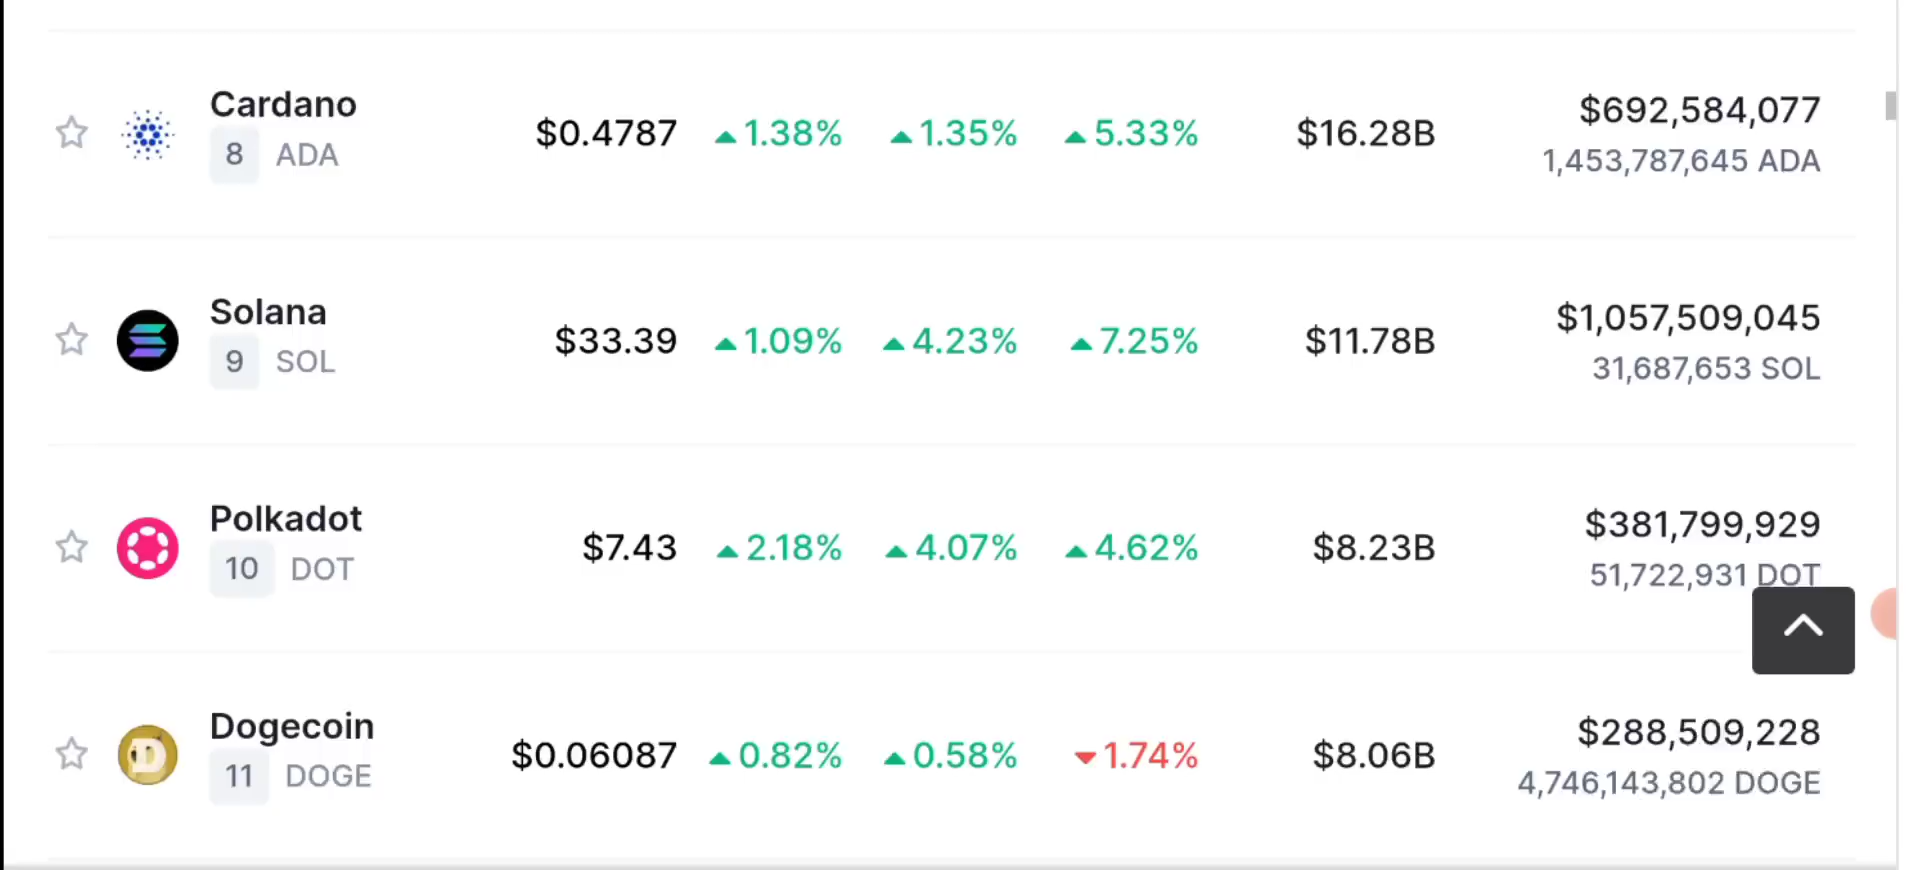 Cardano
8 ADA
$0.4787 1.38% 1.35% 5.33% $16.28B
$692,584,077
1,453,787,645 ADA
Solana
9 SOL
$33.39 1.09% 4.23% 7.25% $11.78B
$1,057,509,045
31,687,653 SOL
Polkadot
10 DOT
$7.43 2.18% 4.07% 4.62% $8.23B
$381,799,929
51,722,931 DOT
Dogecoin
11 DOGE
$0.06087 0.82% 0.58% 1.74% $8.06B
$288,509,228
4,746,143,802 DOGE